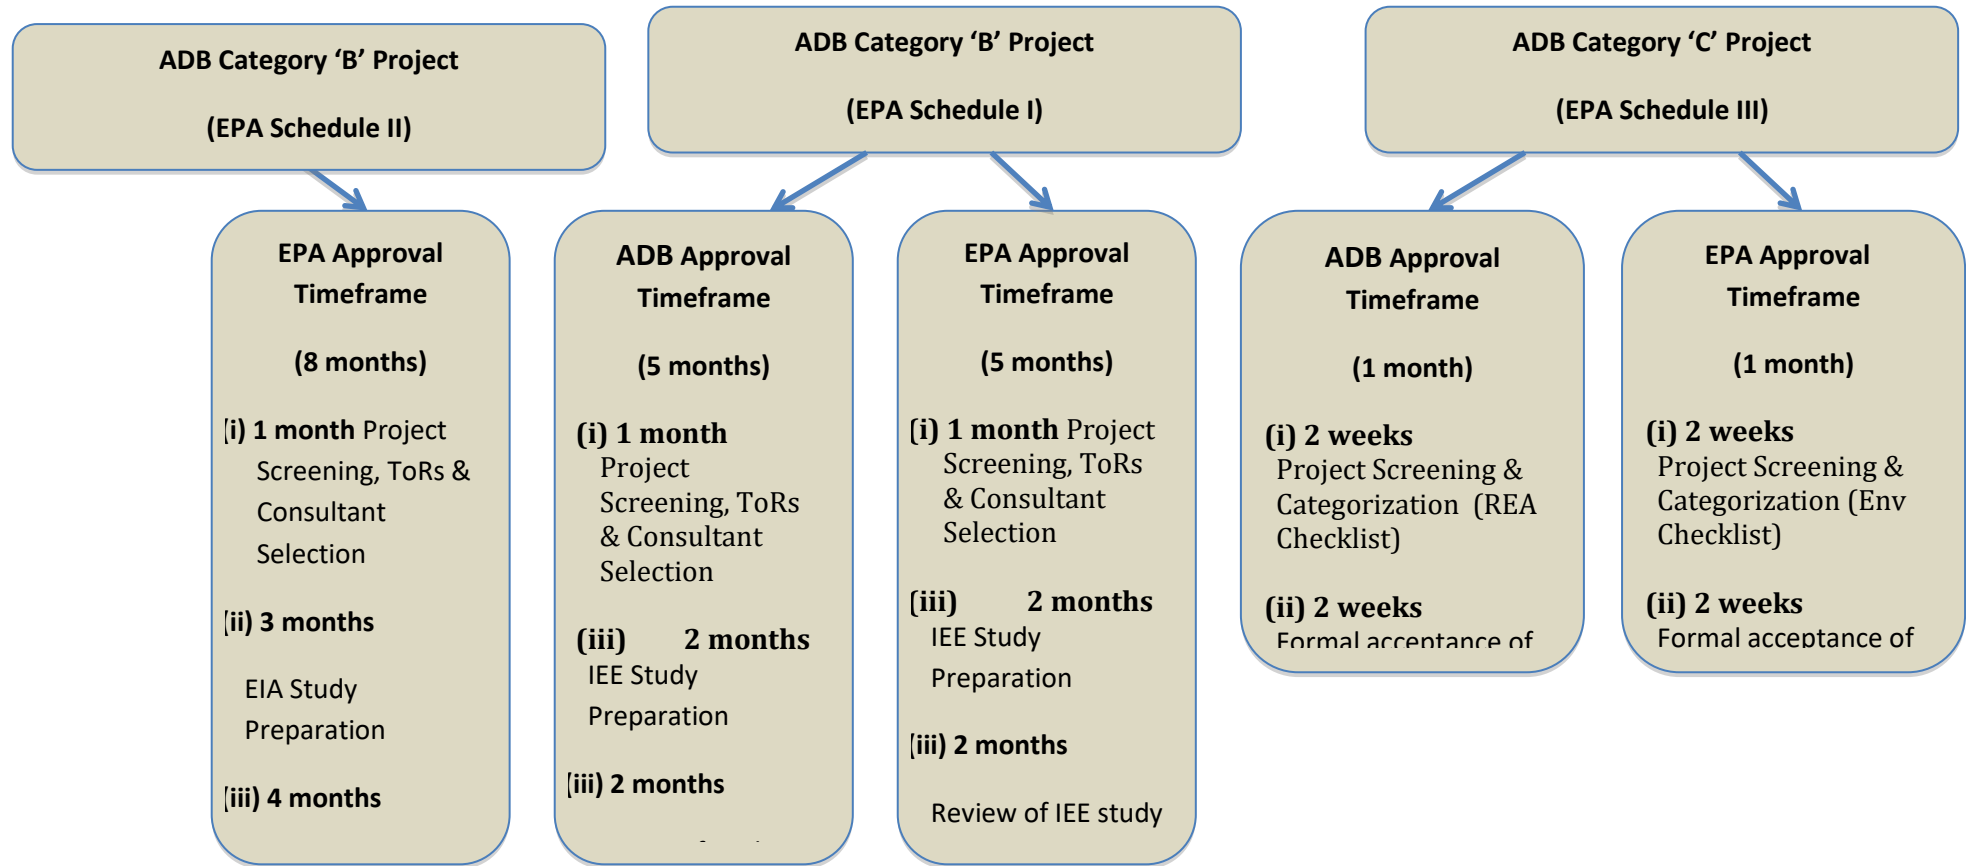 ADB Category ‘B’ Project
(EPA Schedule II)
ADB Category ‘B’ Project
(EPA Schedule I)
ADB Category ‘C’ Project
(EPA Schedule III)
EPA Approval
Timeframe
(8 months)
(i) 1 month Project
Screening, ToRs &
Consultant
Selection
(ii) 3 months
EIA Study
Preparation
(iii) 4 months
ADB Approval
Timeframe
(5 months)
(i) 1 month
Project
Screening, ToRs
& Consultant
Selection
(iii) 2 months
IEE Study
Preparation
(iii) 2 months
EPA Approval
Timeframe
(5 months)
(i) 1 month Project
Screening, ToRs
& Consultant
Selection
(iii) 2 months
IEE Study
Preparation
(iii) 2 months
Review of IEE study
ADB Approval
Timeframe
(1 month)
(i) 2 weeks
Project Screening &
Categorization (REA
Checklist)
(ii) 2 weeks
Formal acceptance of
EPA Approval
Timeframe
(1 month)
(i) 2 weeks
Project Screening &
Categorization (Env
Checklist)
(ii) 2 weeks
Formal acceptance of